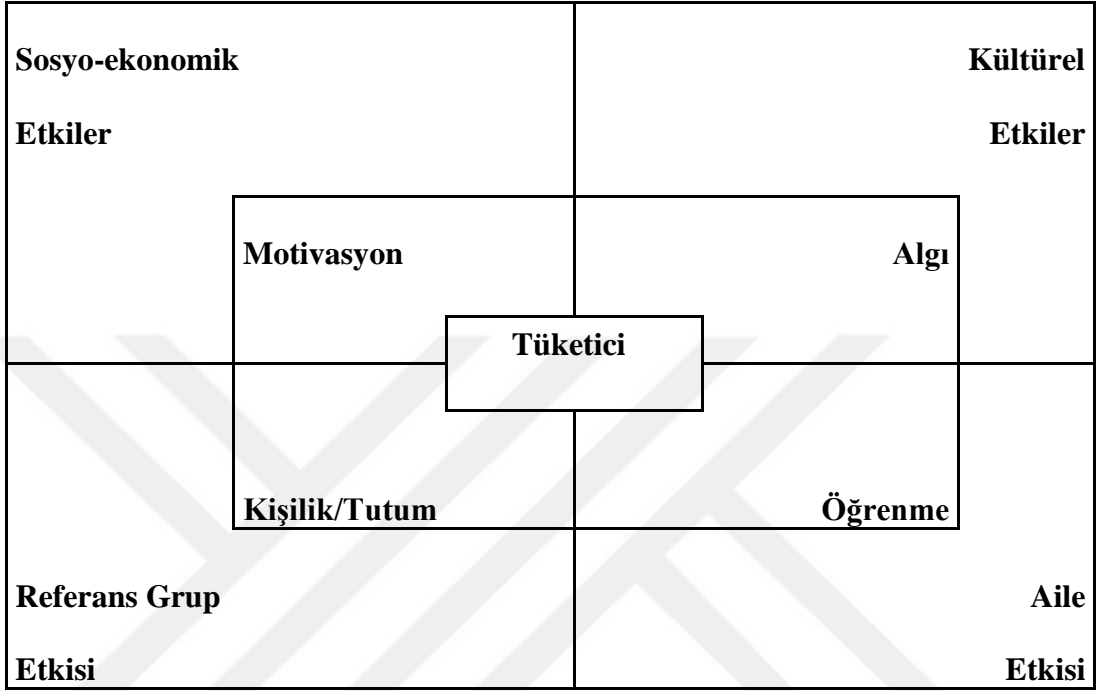 Sosyo-ekonomik
Etkiler
Kültürel
Etkiler
Motivasyon
Algı
Tüketici
Kişilik/Tutum
Öğrenme
Referans Grup
Etkisi
Aile
Etkisi